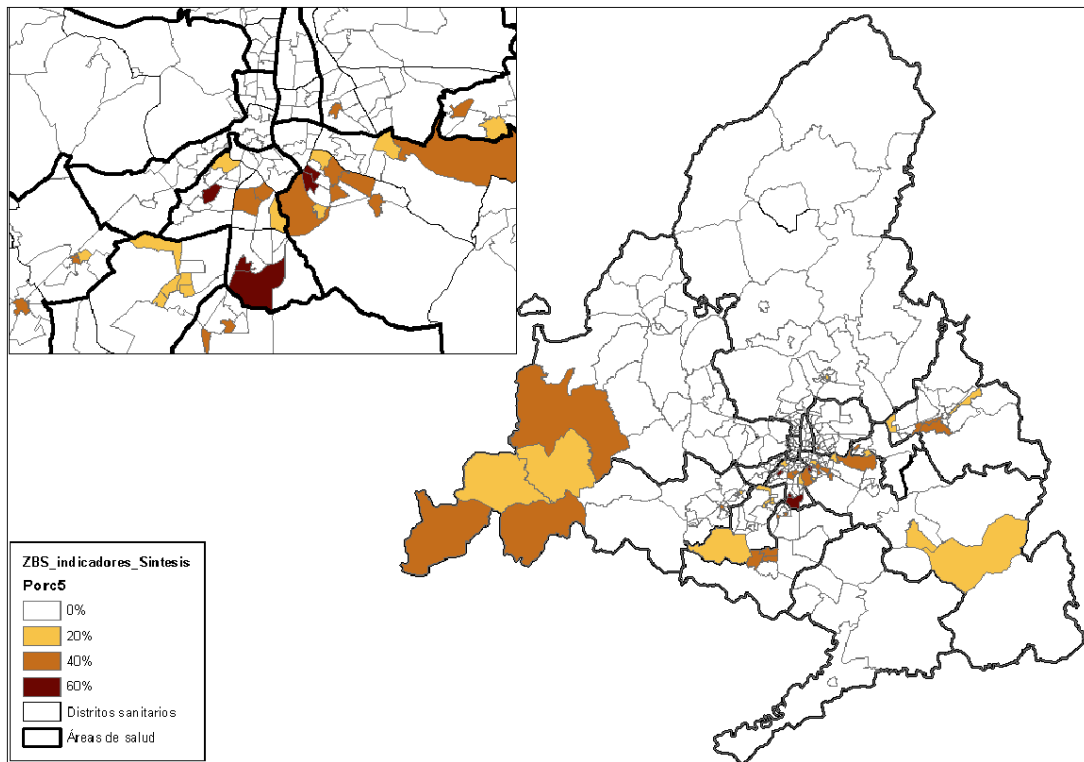 ZBS_indicadores_Sintesis
Porc5
0%
20%
40%
60%
Distritos sanitarios
Áreas de salud